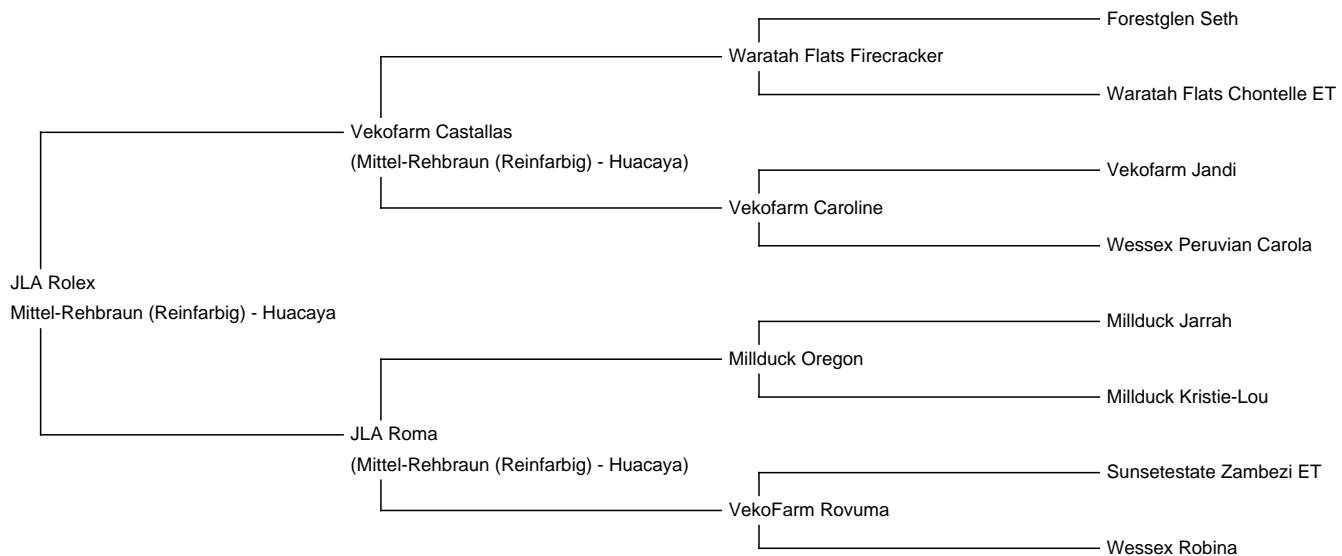 Forestglen Seth
Waratah Flats Firecracker
Waratah Flats Chontelle ET
Vekofarm Castallas
(Mittel-Rehbraun (Reinfarbig) - Huacaya)
Vekofarm Jandi
Vekofarm Caroline
Wessex Peruvian Carola
JLA Rolex
Mittel-Rehbraun (Reinfarbig) - Huacaya
Millduck Jarrah
Millduck Oregon
Millduck Kristie-Lou
JLA Roma
(Mittel-Rehbraun (Reinfarbig) - Huacaya)
Sunsetestate Zambezi ET
VekoFarm Rovuma
Wessex Robina